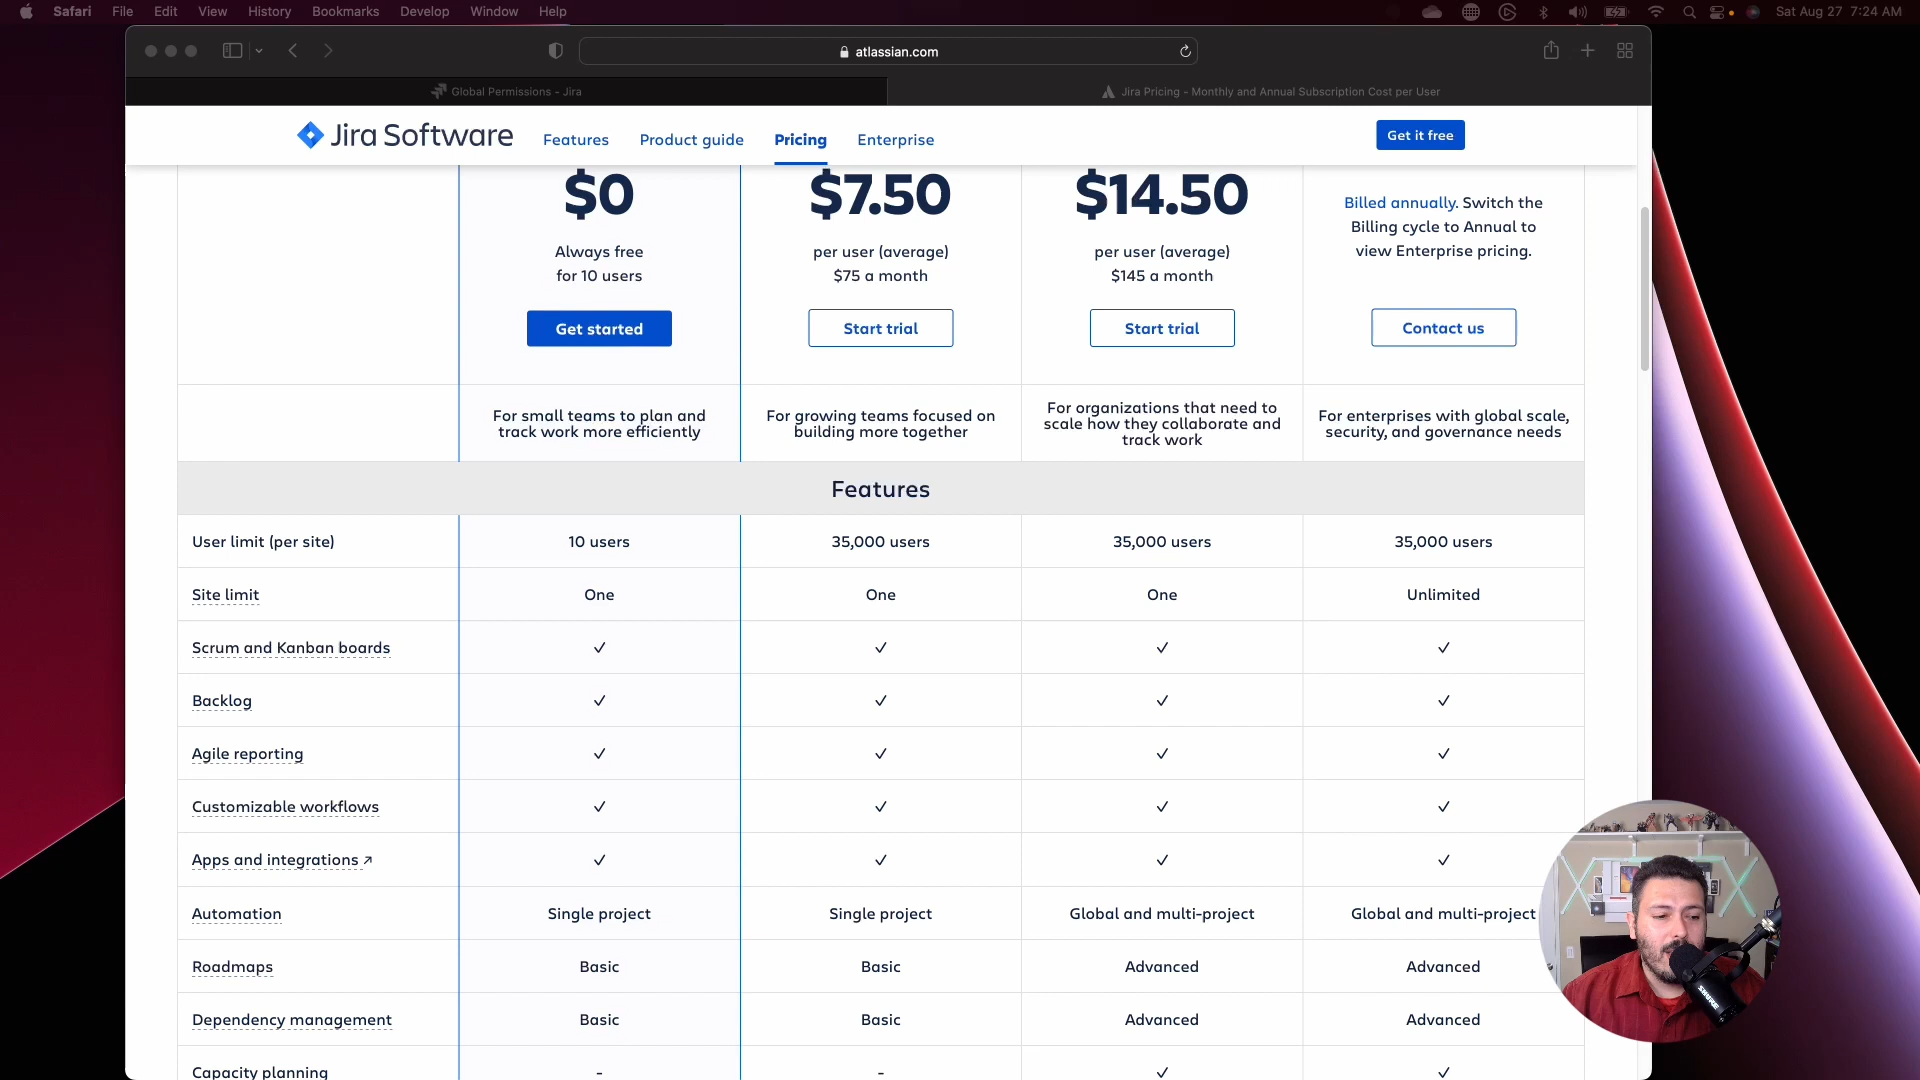 Safari File Edit View History Bookmarks Develop Window Help Sat Aug 27 7:24 AM
atlassian.com
Global Permissions - Jira Jira Pricing - Monthly and Annual Subscription Cost per User
Jira Software Features Product guide Pricing Enterprise Get it free
$0 $7.50 $14.50
Billed annually. Switch the
Billing cycle to Annual to
view Enterprise pricing.
Always free
for 10 users
per user (average)
$75 a month
per user (average)
$145 a month
Get started Start trial Start trial Contact us
For small teams to plan and
track work more efficiently
For growing teams focused on
building more together
For organizations that need to
scale how they collaborate and
track work
For enterprises with global scale,
security, and governance needs
Features
User limit (per site) 10 users 35,000 users 35,000 users 35,000 users
Site limit One One One Unlimited
Scrum and Kanban boards ✓ ✓ ✓ ✓
Backlog ✓ ✓ ✓ ✓
Agile reporting ✓ ✓ ✓ ✓
Customizable workflows ✓ ✓ ✓ ✓
Apps and integrations ↗ ✓ ✓ ✓ ✓
Automation Single project Single project Global and multi-project Global and multi-project
Roadmaps Basic Basic Advanced Advanced
Dependency management Basic Basic Advanced Advanced
Capacity planning - - ✓ ✓
SHURE